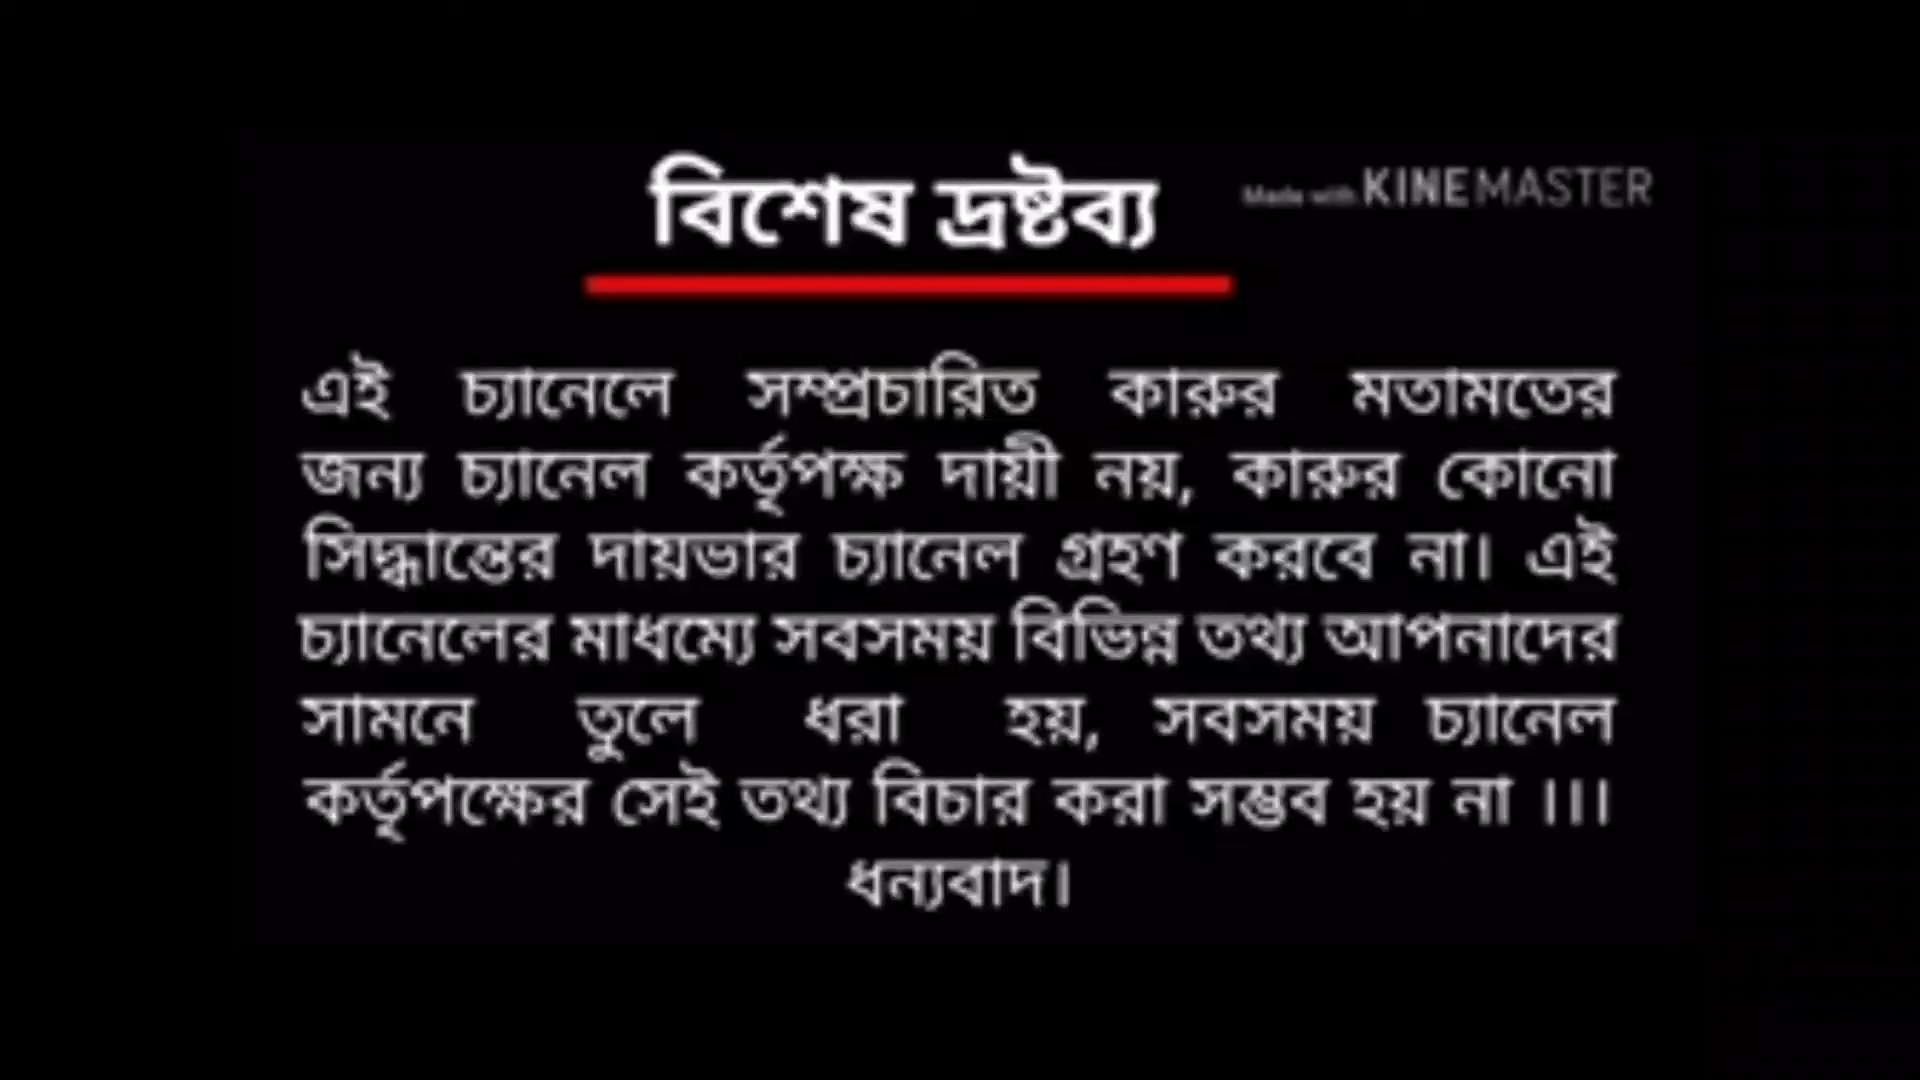 বিশেষ দ্রষ্টব্য
Made with KINEMASTER
এই চ্যানেলে সম্প্রচারিত কারুর মতামতের
জন্য চ্যানেল কর্তৃপক্ষ দায়ী নয়, কারুর কোনো
সিদ্ধান্তের দায়ভার চ্যানেল গ্রহণ করবে না। এই
চ্যানেলের মাধম্যে সবসময় বিভিন্ন তথ্য আপনাদের
সামনে তুলে ধরা হয়, সবসময় চ্যানেল
কর্তৃপক্ষের সেই তথ্য বিচার করা সম্ভব হয় না ।।।
ধন্যবাদ।